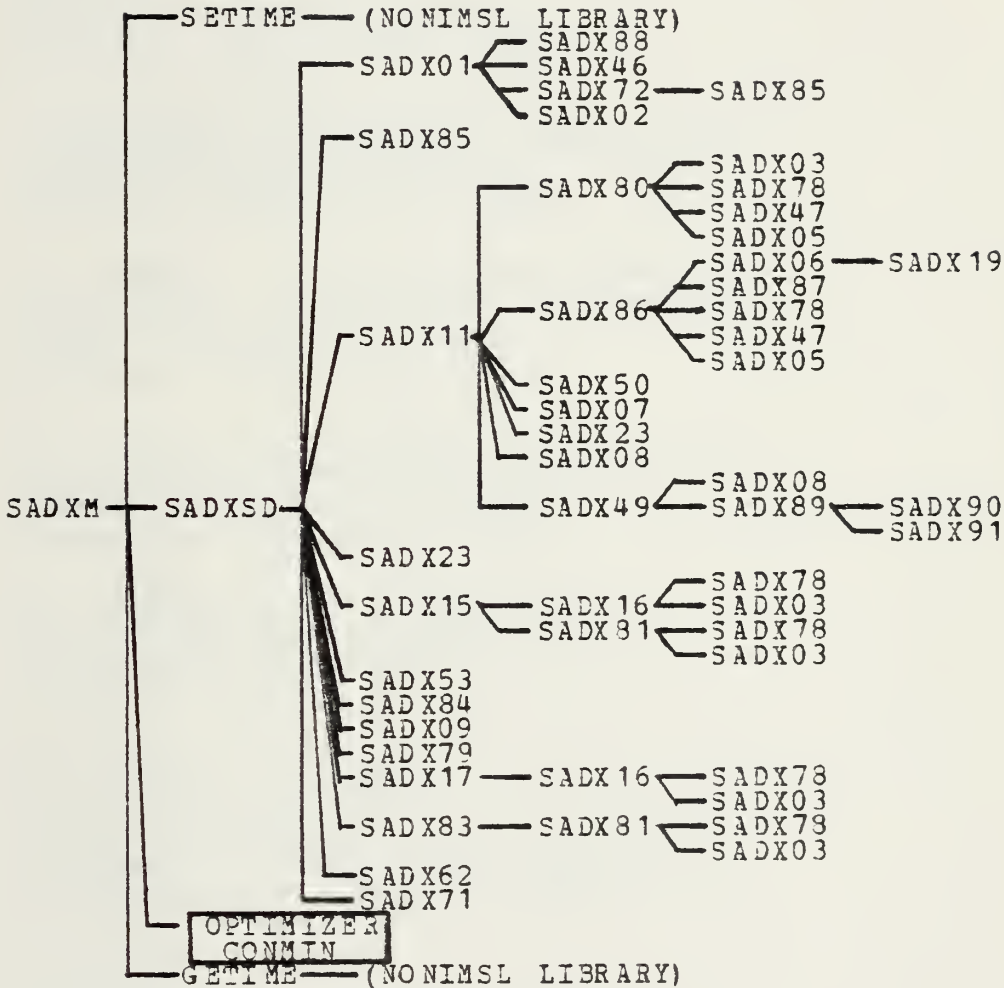 SETIME (NONIMSL LIBRARY)
SADX88
SADX01 SADX46
SADX72 SADX85
SADX02
SADX85
SADX03
SADX80 SADX78
SADX47
SADX05
SADX06 SADX19
SADX87
SADX86 SADX78
SADX11 SADX47
SADX05
SADX50
SADX07
SADX23
SADX08
SADX08
SADXM SADXSD SADX49 SADX89 SADX90
SADX91
SADX23
SADX78
SADX15 SADX16 SADX03
SADX81 SADX78
SADX03
SADX53
SADX84
SADX09
SADX79
SADX17 SADX16 SADX78
SADX03
SADX83 SADX81 SADX78
SADX03
SADX62
SADX71
OPTIMIZER
CONMIN
GETIME (NONIMSL LIBRARY)